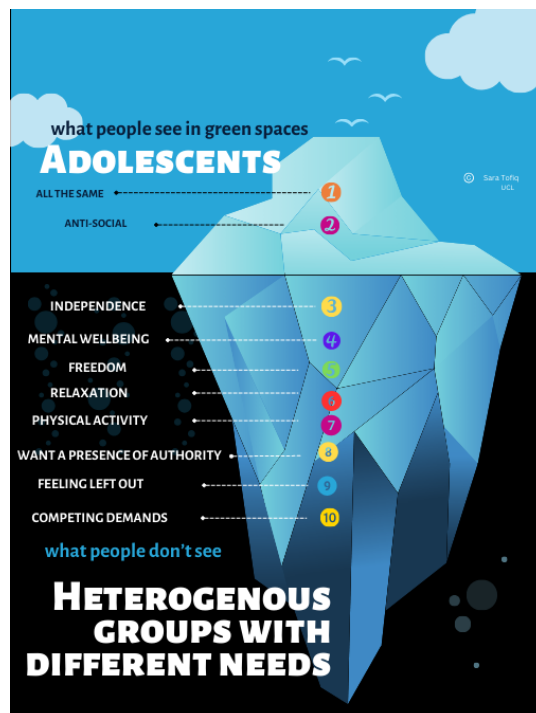 what people see in green spaces
ADOLESCENTS
© Sara Tofiq
UCL
ALL THE SAME 1
ANTI-SOCIAL 2
INDEPENDENCE 3
MENTAL WELLBEING 4
FREEDOM 5
RELAXATION 6
PHYSICAL ACTIVITY 7
WANT A PRESENCE OF AUTHORITY 8
FEELING LEFT OUT 9
COMPETING DEMANDS 10
what people don't see
HETEROGENOUS
GROUPS WITH
DIFFERENT NEEDS